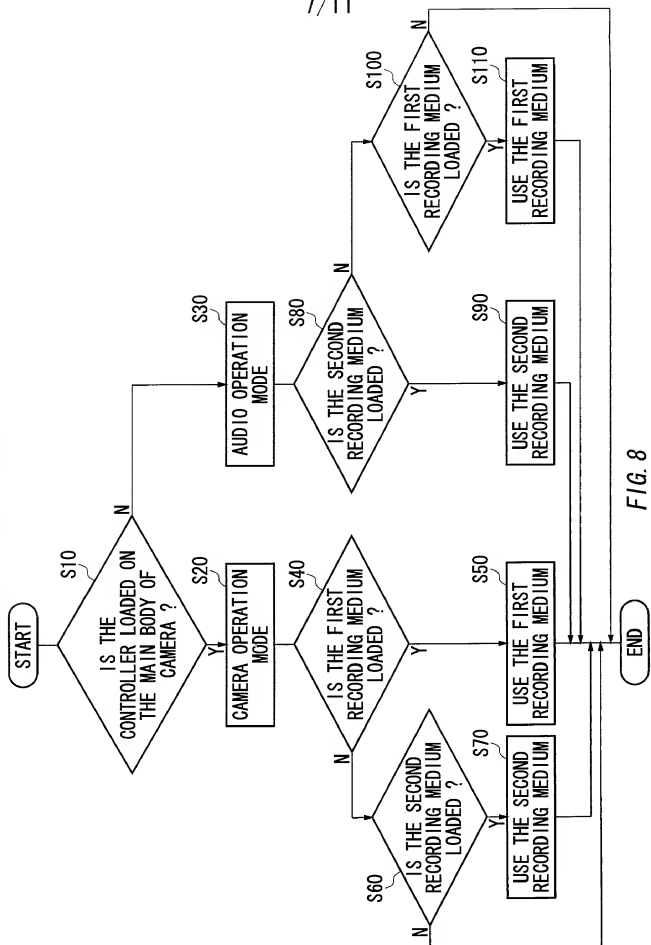 7/11
START
S10
IS THE
CONTROLLER LOADED ON
THE MAIN BODY OF
CAMERA ?
Y
N
S20
CAMERA OPERATION
MODE
S30
AUDIO OPERATION
MODE
S40
IS THE FIRST
RECORDING MEDIUM
LOADED ?
N
Y
S80
IS THE SECOND
RECORDING MEDIUM
LOADED ?
Y
N
S60
IS THE SECOND
RECORDING MEDIUM
LOADED ?
N
Y
S100
IS THE FIRST
RECORDING MEDIUM
LOADED ?
Y
N
S70
USE THE SECOND
RECORDING MEDIUM
S50
USE THE FIRST
RECORDING MEDIUM
S90
USE THE SECOND
RECORDING MEDIUM
S110
USE THE FIRST
RECORDING MEDIUM
END
FIG. 8